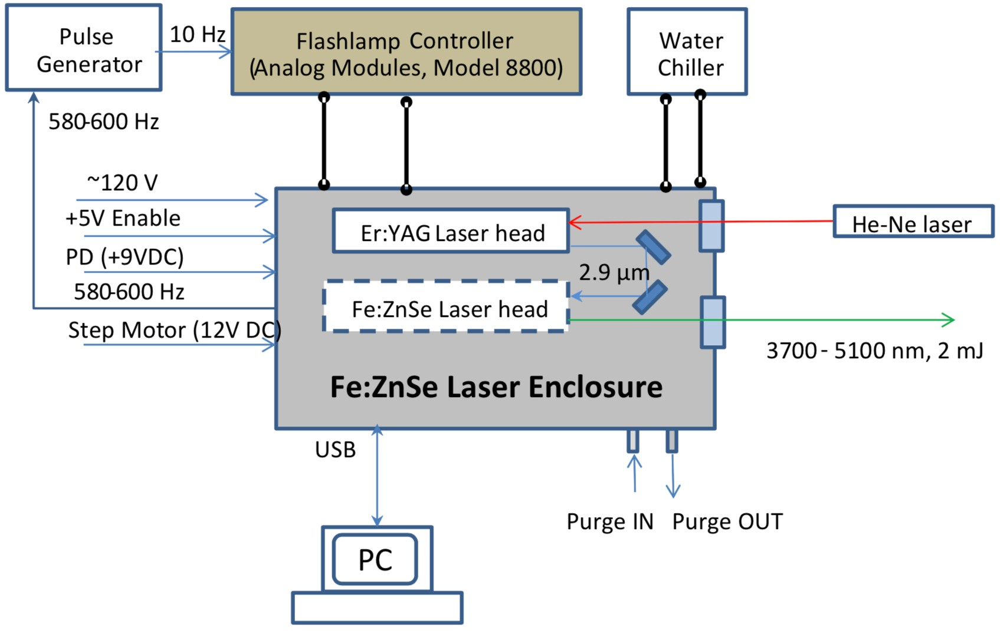 Pulse
Generator
10 Hz
Flashlamp Controller
(Analog Modules, Model 8800)
Water
Chiller
580-600 Hz
~120 V
+5V Enable
PD (+9VDC)
580-600 Hz
Step Motor (12V DC)
Er:YAG Laser head
He-Ne laser
2.9 µm
Fe:ZnSe Laser head
3700 - 5100 nm, 2 mJ
Fe:ZnSe Laser Enclosure
USB
Purge IN
Purge OUT
PC